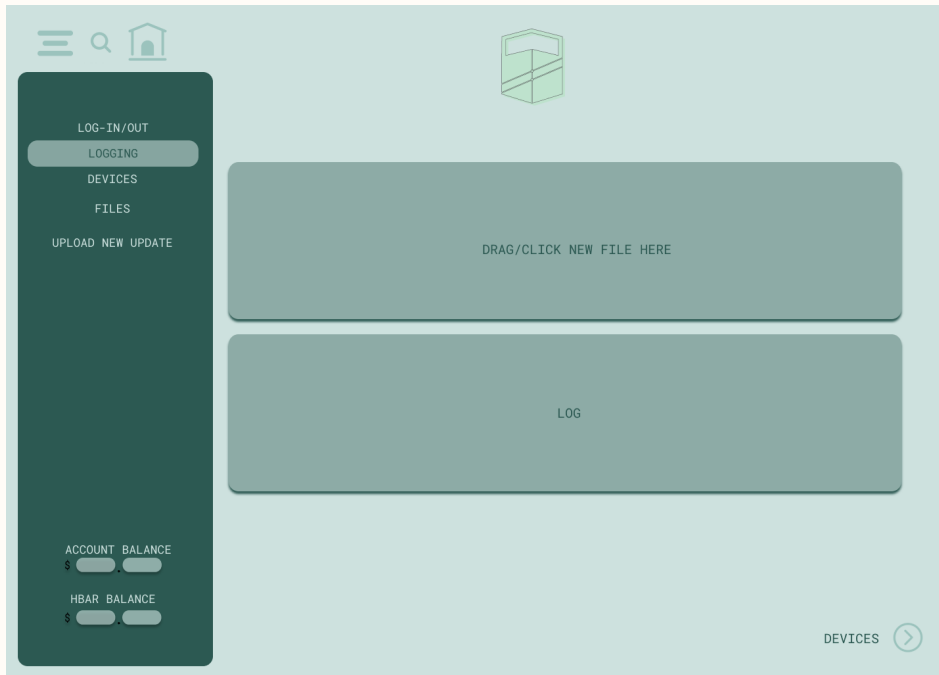 LOG-IN/OUT
LOGGING
DEVICES
FILES
UPLOAD NEW UPDATE
ACCOUNT BALANCE
$ .
HBAR BALANCE
$ .
DRAG/CLICK NEW FILE HERE
LOG
DEVICES